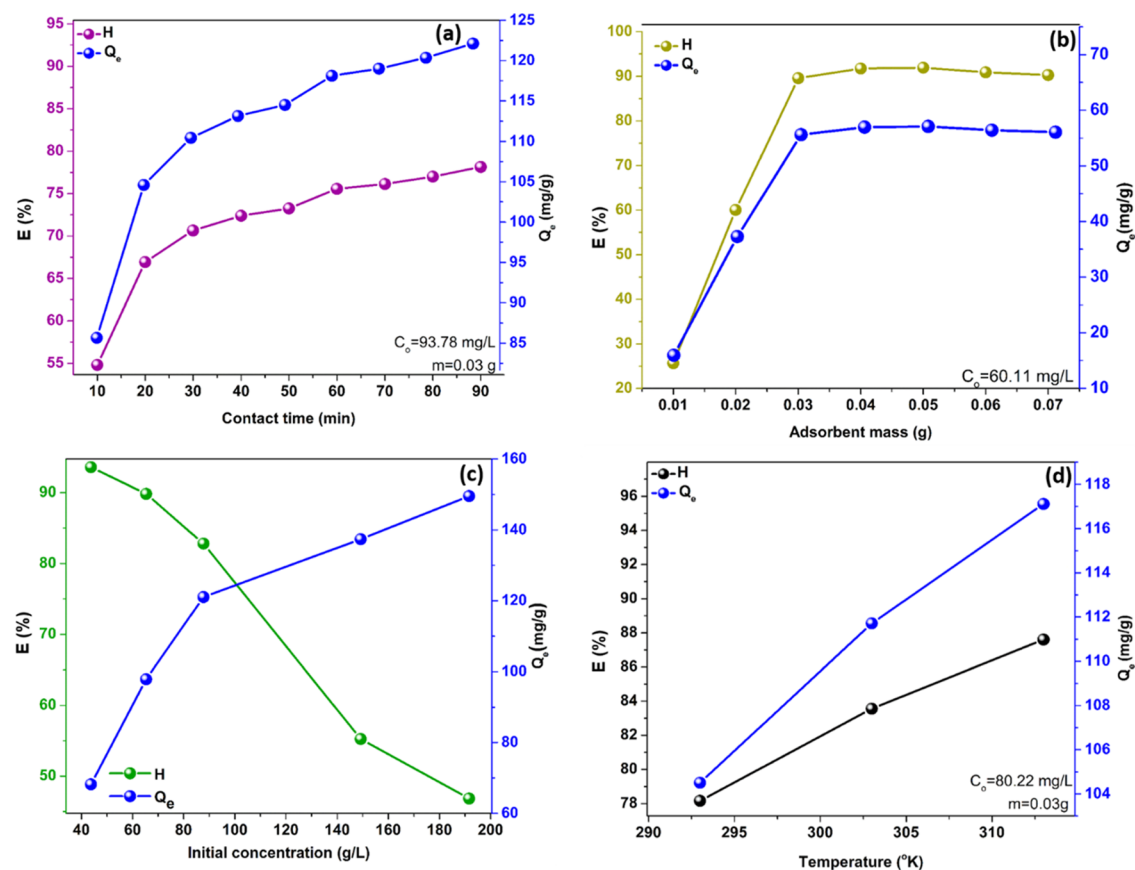 (a)
H
Qe
95
90
85
80
75
70
65
60
55
E (%)
125
120
115
110
105
100
95
90
85
Qe (mg/g)
Co=93.78 mg/L
m=0.03 g
10 20 30 40 50 60 70 80 90
Contact time (min)
(b)
H
Qe
100
90
80
70
60
50
40
30
20
E (%)
70
60
50
40
30
20
10
Qe(mg/g)
Co=60.11 mg/L
0.01 0.02 0.03 0.04 0.05 0.06 0.07
Adsorbent mass (g)
(c)
90
80
70
60
50
E (%)
160
150
140
130
120
110
100
90
80
70
60
Qe(mg/g)
H
Qe
40 60 80 100 120 140 160 180 200
Initial concentration (g/L)
(d)
H
Qe
96
94
92
90
88
86
84
82
80
78
E (%)
118
116
114
112
110
108
106
104
Qe(mg/g)
Co=80.22 mg/L
m=0.03g
290 295 300 305 310
Temperature (oK)